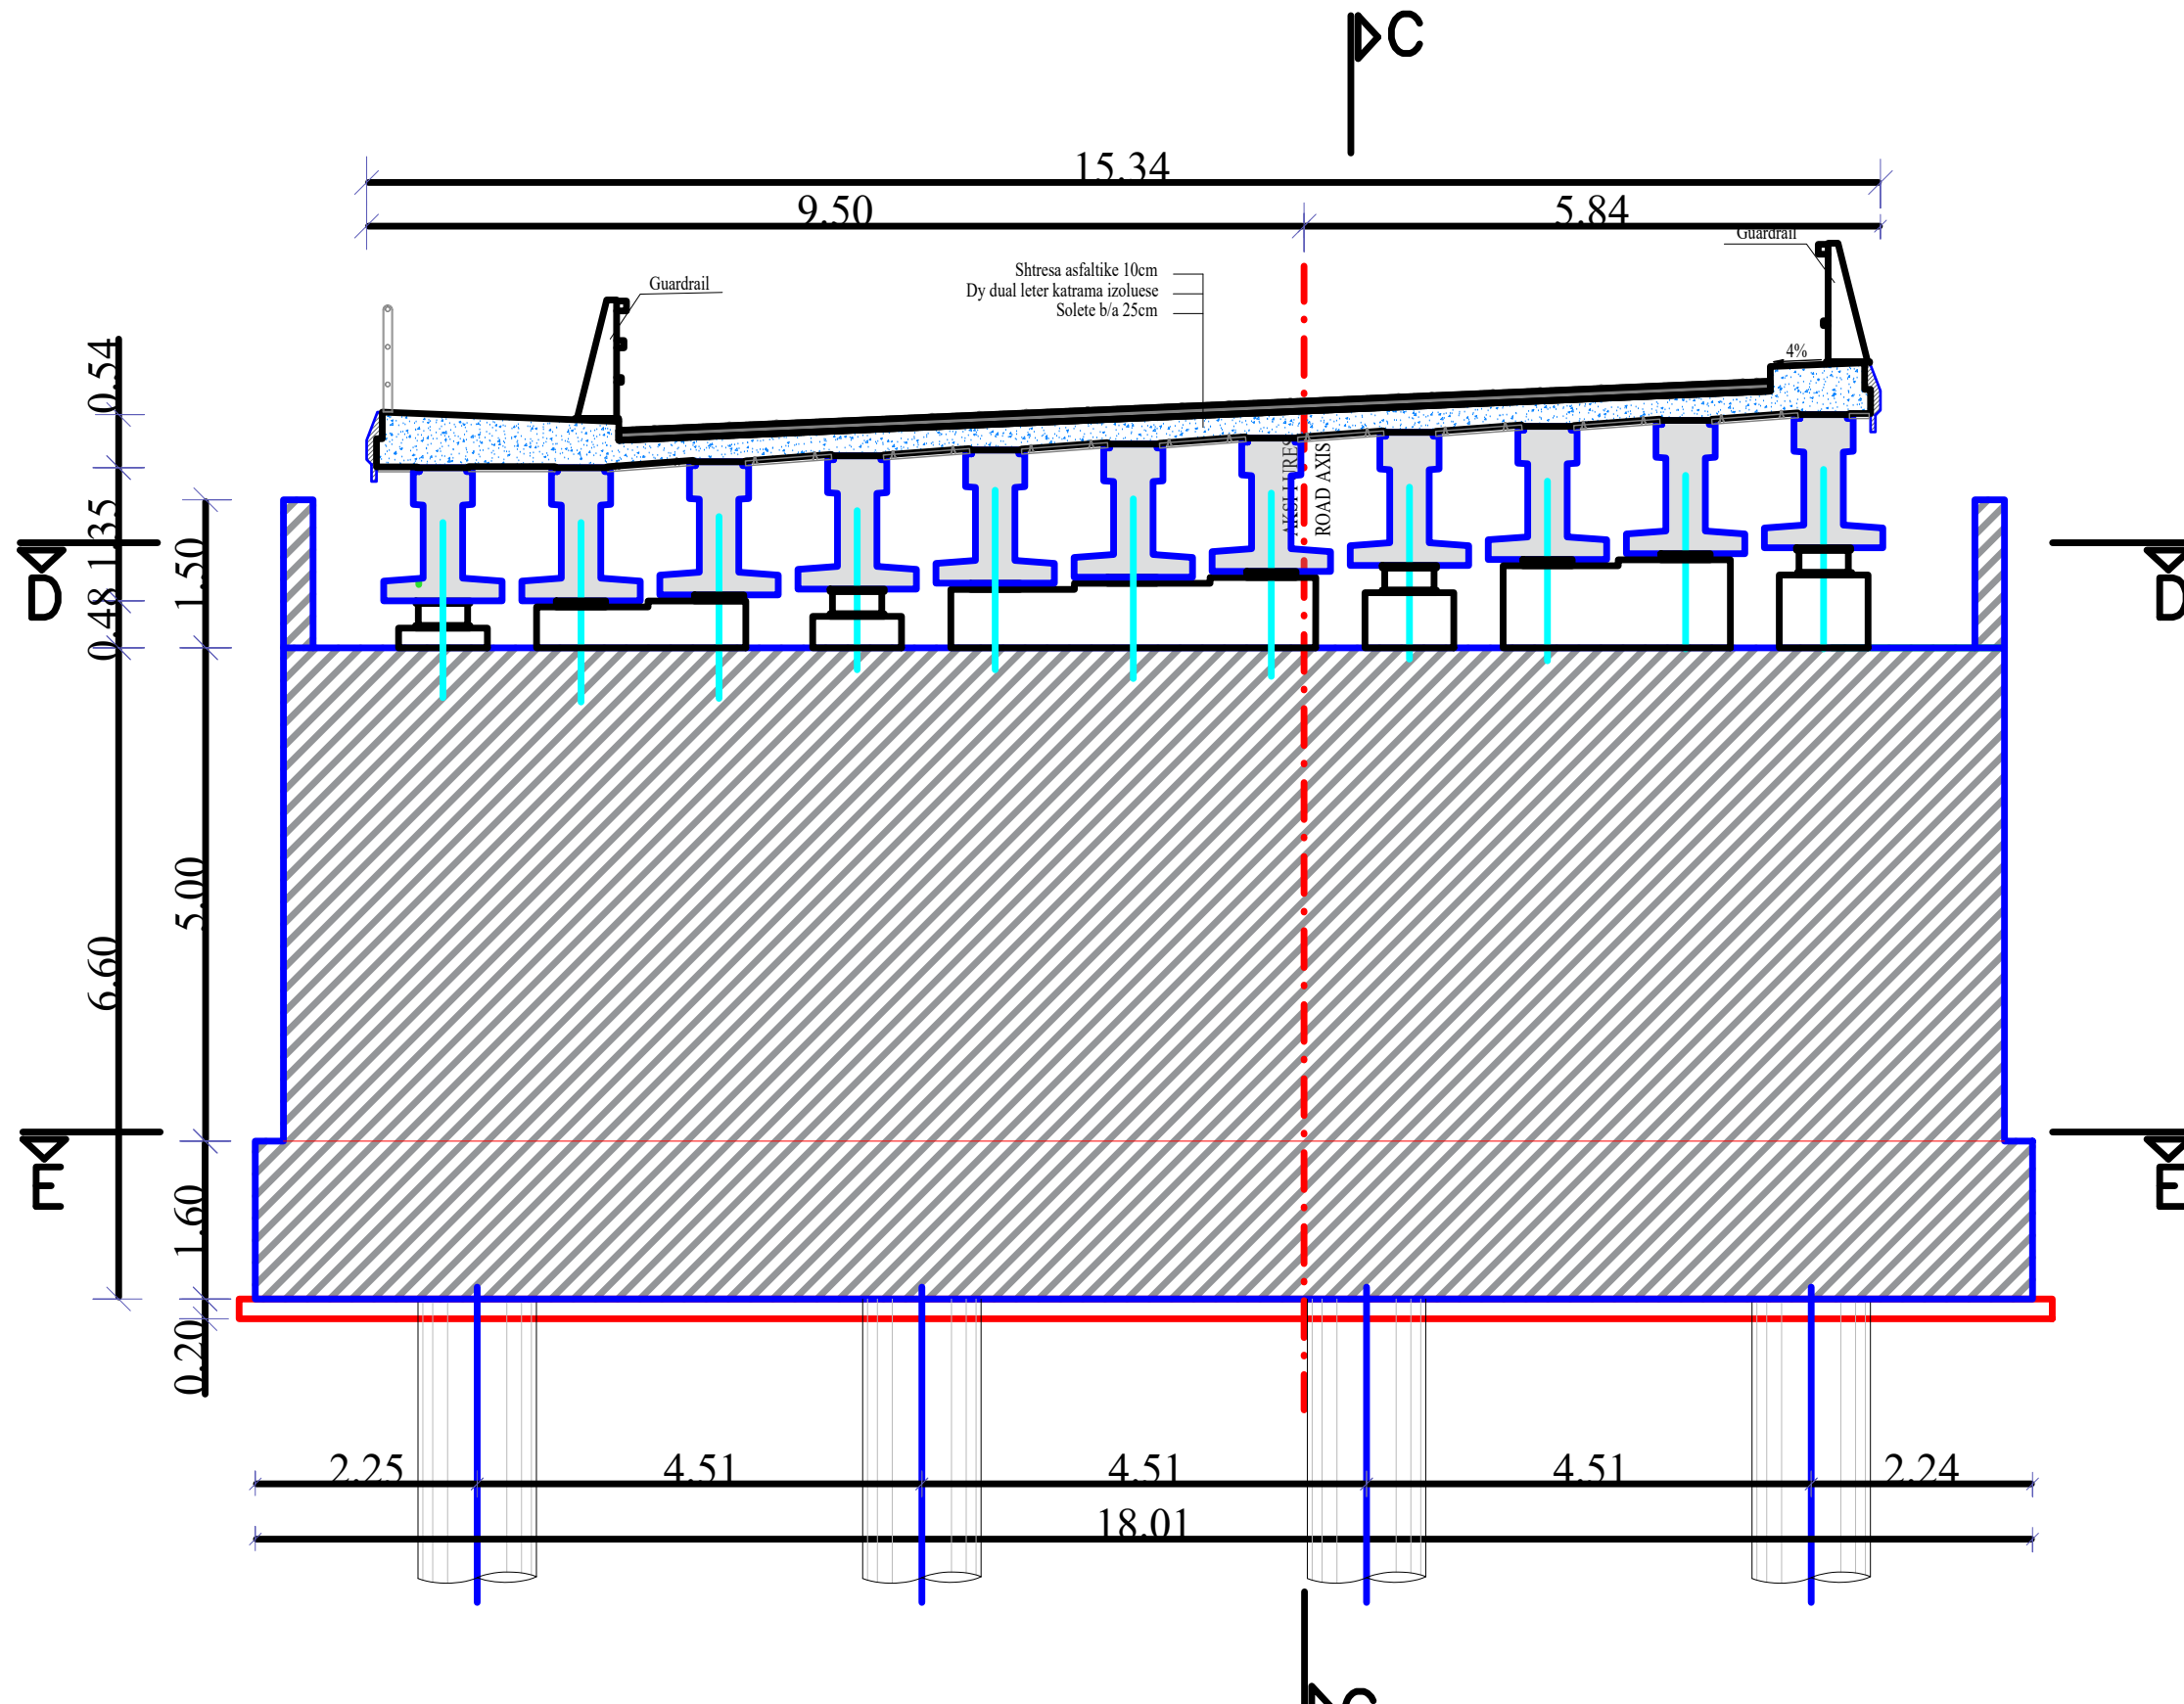 C
15.34
9.50
5.84
Guardrail
Shtresa asfaltike 10cm
Guardrail
Dy dual leter katrama izoluese
Solete b/a 25cm
4%
0.54
1.35
0.48
6.60
1.50
5.00
1.60
0.20
AKSI I URES
ROAD AXIS
D
D
E
E
2.25
4.51
4.51
4.51
2.24
18.01
C